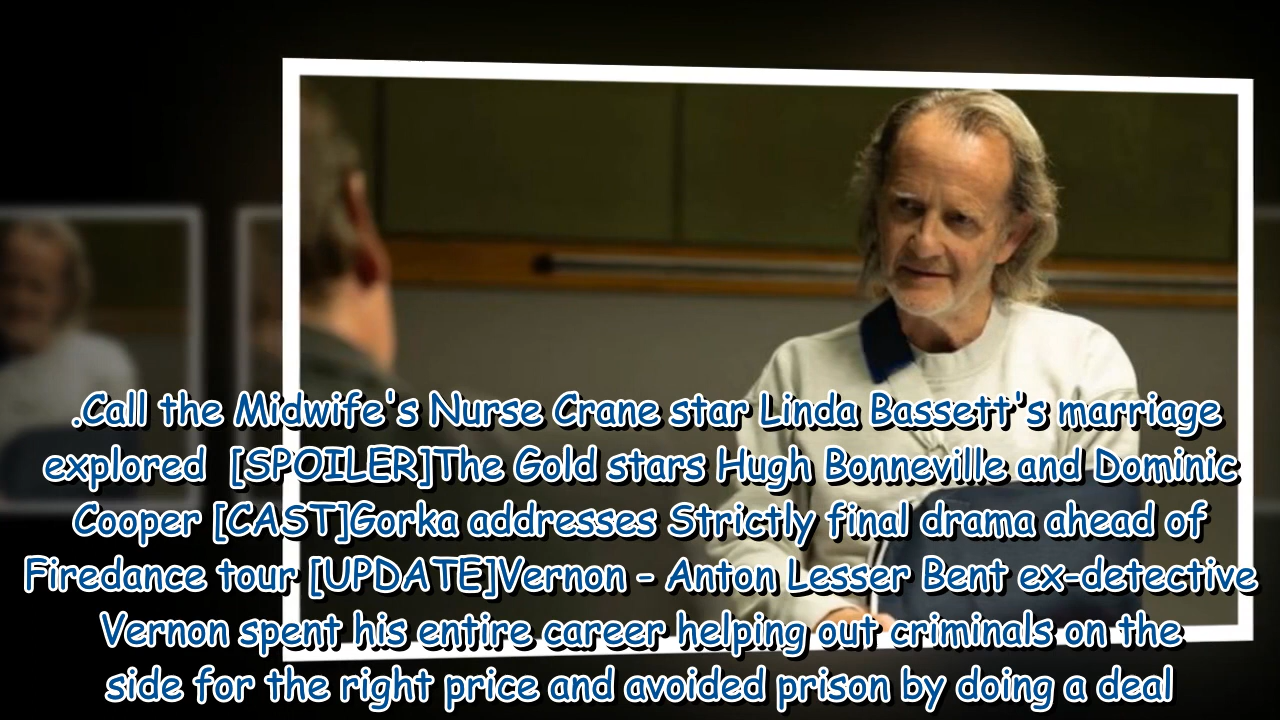 .Call the Midwife's Nurse Crane star Linda Bassett's marriage
explored  [SPOILER]The Gold stars Hugh Bonneville and Dominic
Cooper [CAST]Gorka addresses Strictly final drama ahead of
Firedance tour [UPDATE]Vernon - Anton Lesser Bent ex-detective
Vernon spent his entire career helping out criminals on the
side for the right price and avoided prison by doing a deal